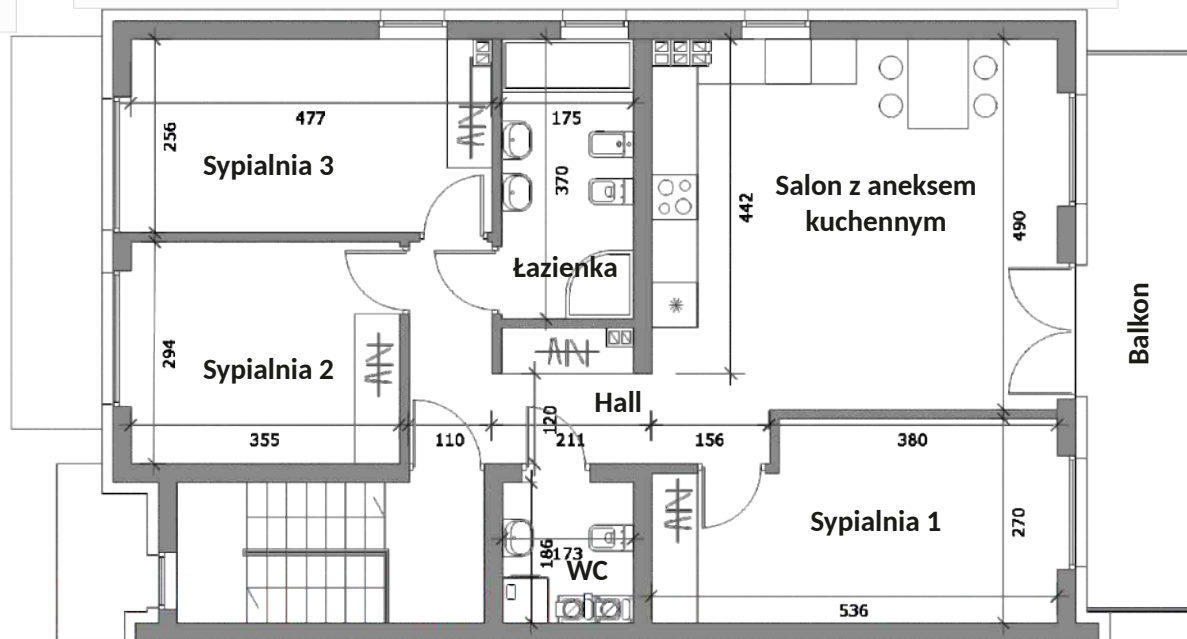 477
175
256
Sypialnia 3
370
442
Salon z aneksem
kuchennym
490
Łazienka
Balkon
294
Sypialnia 2
Hall
120
355
110
211
156
380
Sypialnia 1
270
186
173
WC
536